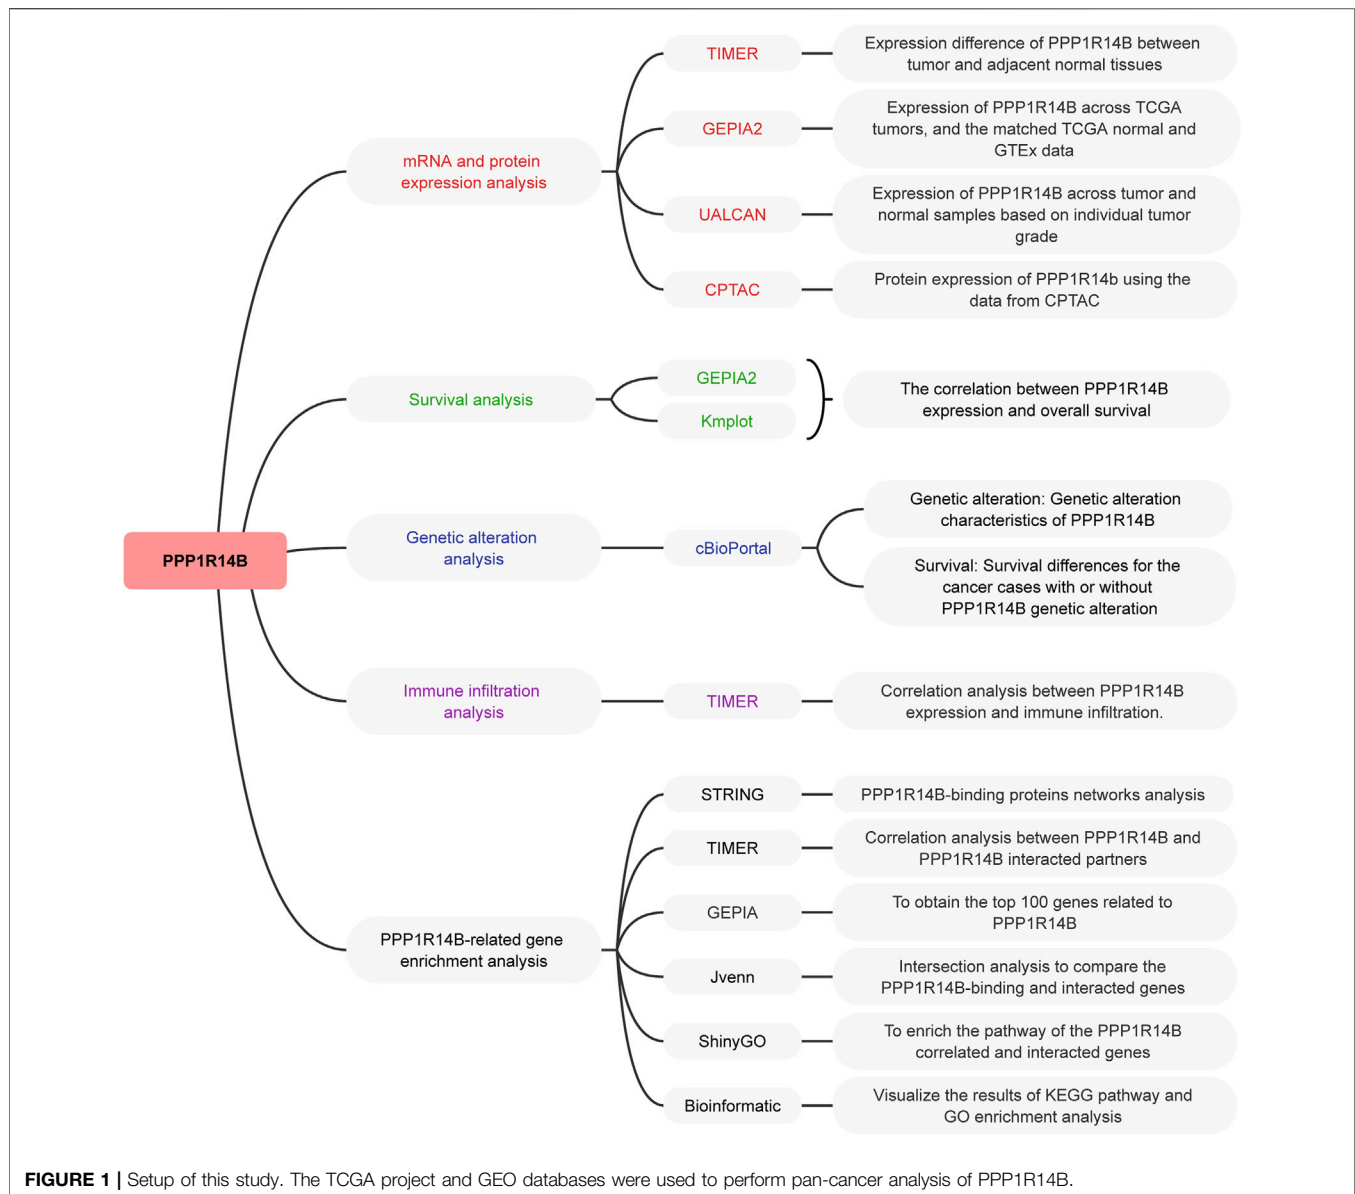 PPP1R14B
mRNA and protein
expression analysis
TIMER
Expression difference of PPP1R14B between
tumor and adjacent normal tissues
GEPIA2
Expression of PPP1R14B across TCGA
tumors, and the matched TCGA normal and
GTEx data
UALCAN
Expression of PPP1R14B across tumor and
normal samples based on individual tumor
grade
CPTAC
Protein expression of PPP1R14b using the
data from CPTAC
Survival analysis
GEPIA2
Kmplot
The correlation between PPP1R14B
expression and overall survival
Genetic alteration
analysis
cBioPortal
Genetic alteration: Genetic alteration
characteristics of PPP1R14B
Survival: Survival differences for the
cancer cases with or without
PPP1R14B genetic alteration
Immune infiltration
analysis
TIMER
Correlation analysis between PPP1R14B
expression and immune infiltration.
PPP1R14B-related gene
enrichment analysis
STRING
PPP1R14B-binding proteins networks analysis
TIMER
Correlation analysis between PPP1R14B and
PPP1R14B interacted partners
GEPIA
To obtain the top 100 genes related to
PPP1R14B
Jvenn
Intersection analysis to compare the
PPP1R14B-binding and interacted genes
ShinyGO
To enrich the pathway of the PPP1R14B
correlated and interacted genes
Bioinformatic
Visualize the results of KEGG pathway and
GO enrichment analysis
FIGURE 1 | Setup of this study. The TCGA project and GEO databases were used to perform pan-cancer analysis of PPP1R14B.